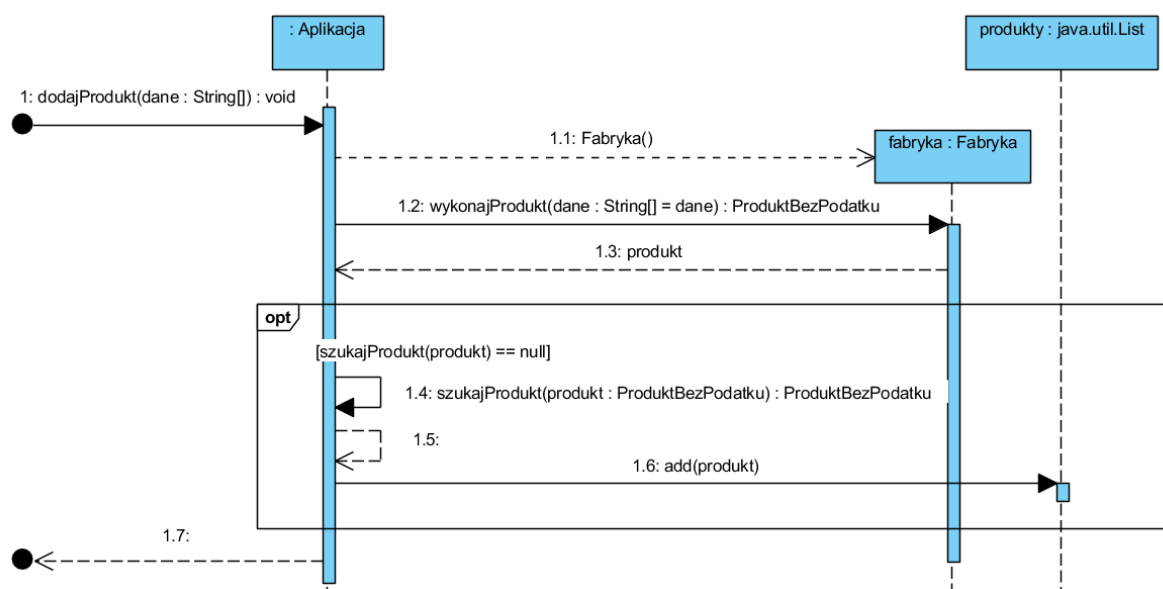 : Aplikacja
produkty : java.util.List
1: dodajProdukt(dane : String[]) : void
1.1: Fabryka()
fabryka : Fabryka
1.2: wykonajProdukt(dane : String[] = dane) : ProduktBezPodatku
1.3: produkt
opt
[szukajProdukt(produkt) == null]
1.4: szukajProdukt(produkt : ProduktBezPodatku) : ProduktBezPodatku
1.5:
1.6: add(produkt)
1.7: